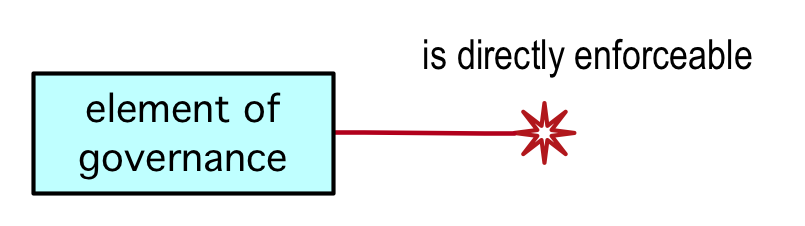 is directly enforceable
element of
governance